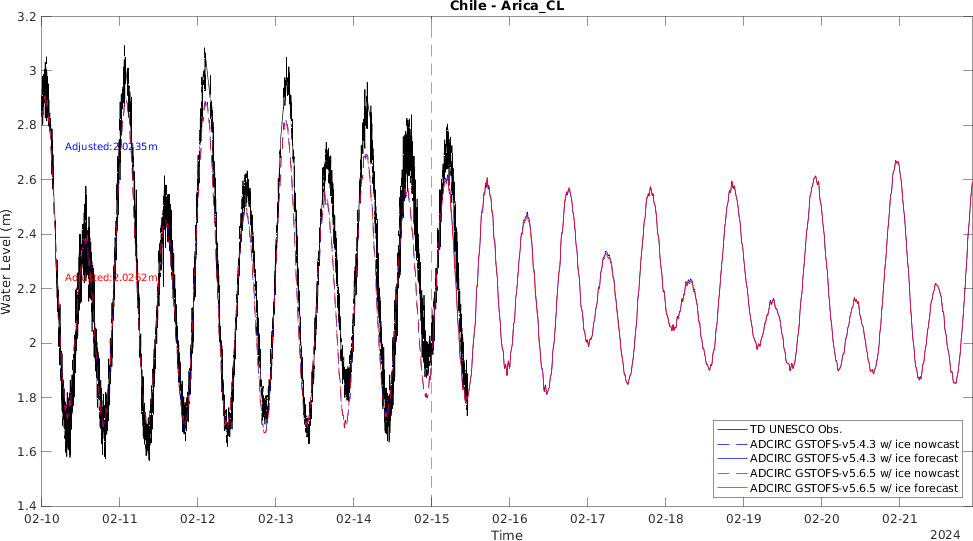 Chile - Arica_CL
3.2
3
2.8
2.6
2.4
2.2
2
1.8
1.6
1.4
Water Level (m)
Adjusted:2.0235m
Adjusted:2.0262m
TD UNESCO Obs.
ADCIRC GSTOFS-v5.4.3 w/ ice nowcast
ADCIRC GSTOFS-v5.4.3 w/ ice forecast
ADCIRC GSTOFS-v5.6.5 w/ ice nowcast
ADCIRC GSTOFS-v5.6.5 w/ ice forecast
02-10 02-11 02-12 02-13 02-14 02-15 02-16 02-17 02-18 02-19 02-20 02-21
Time
2024